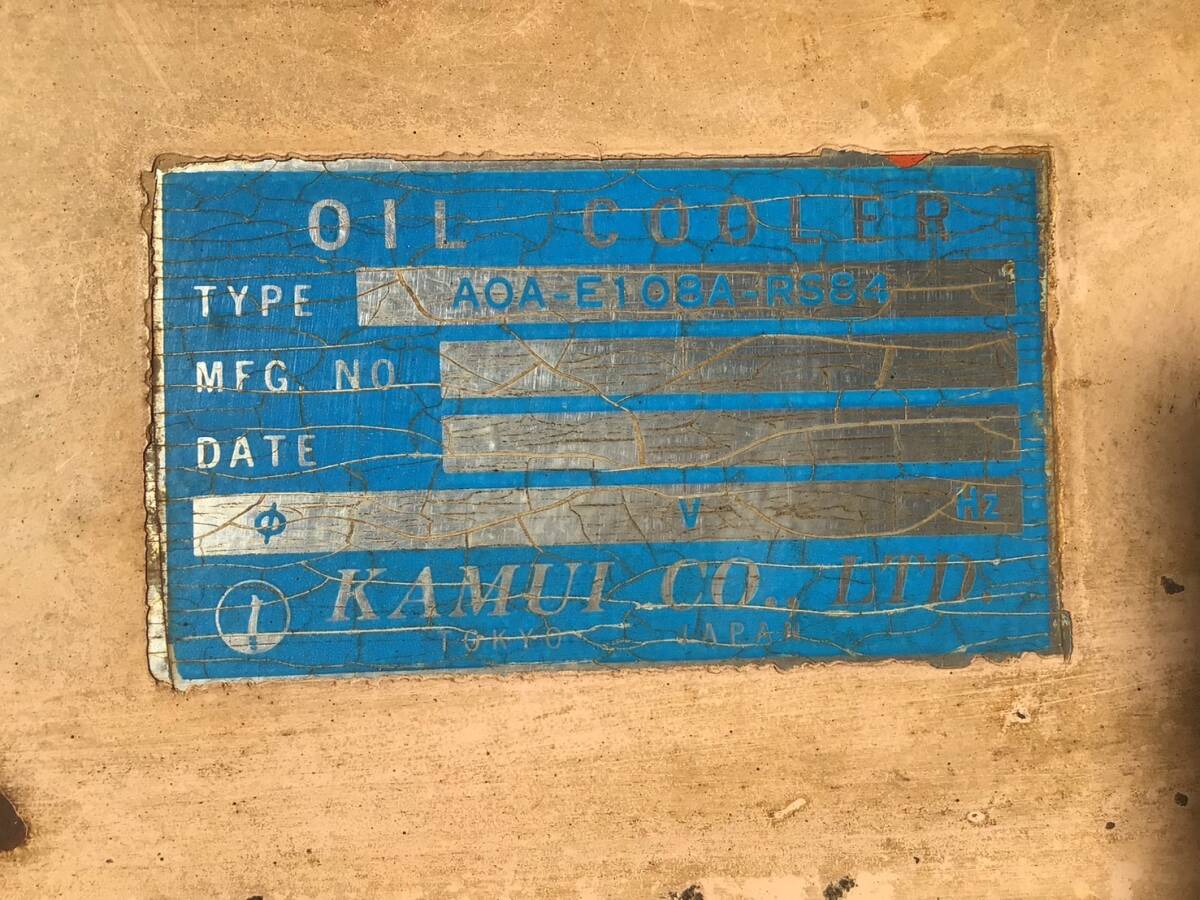 OIL COOLER
TYPE AOA-E108A-RS84
MFG NO
DATE
φ V Hz
KAMUI CO., LTD.
TOKYO JAPAN